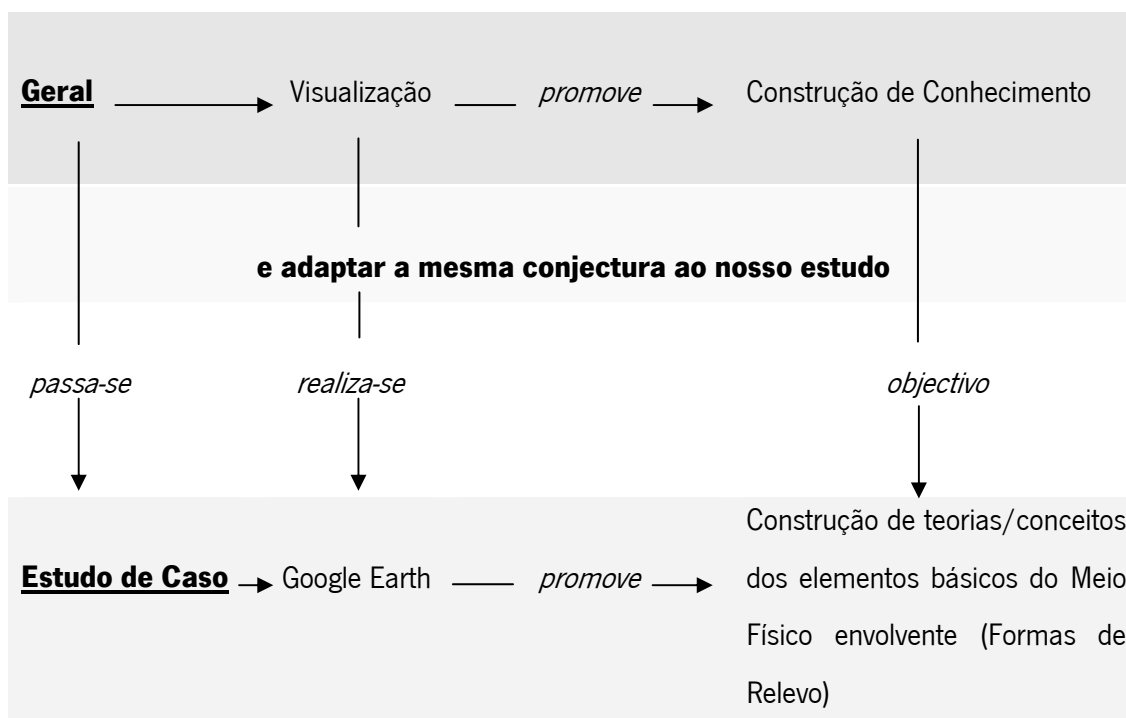 Geral Visualização promove Construção de Conhecimento
e adaptar a mesma conjectura ao nosso estudo
passa-se realiza-se objectivo
Construção de teorias/conceitos
Estudo de Caso Google Earth promove dos elementos básicos do Meio
Físico envolvente (Formas de
Relevo)